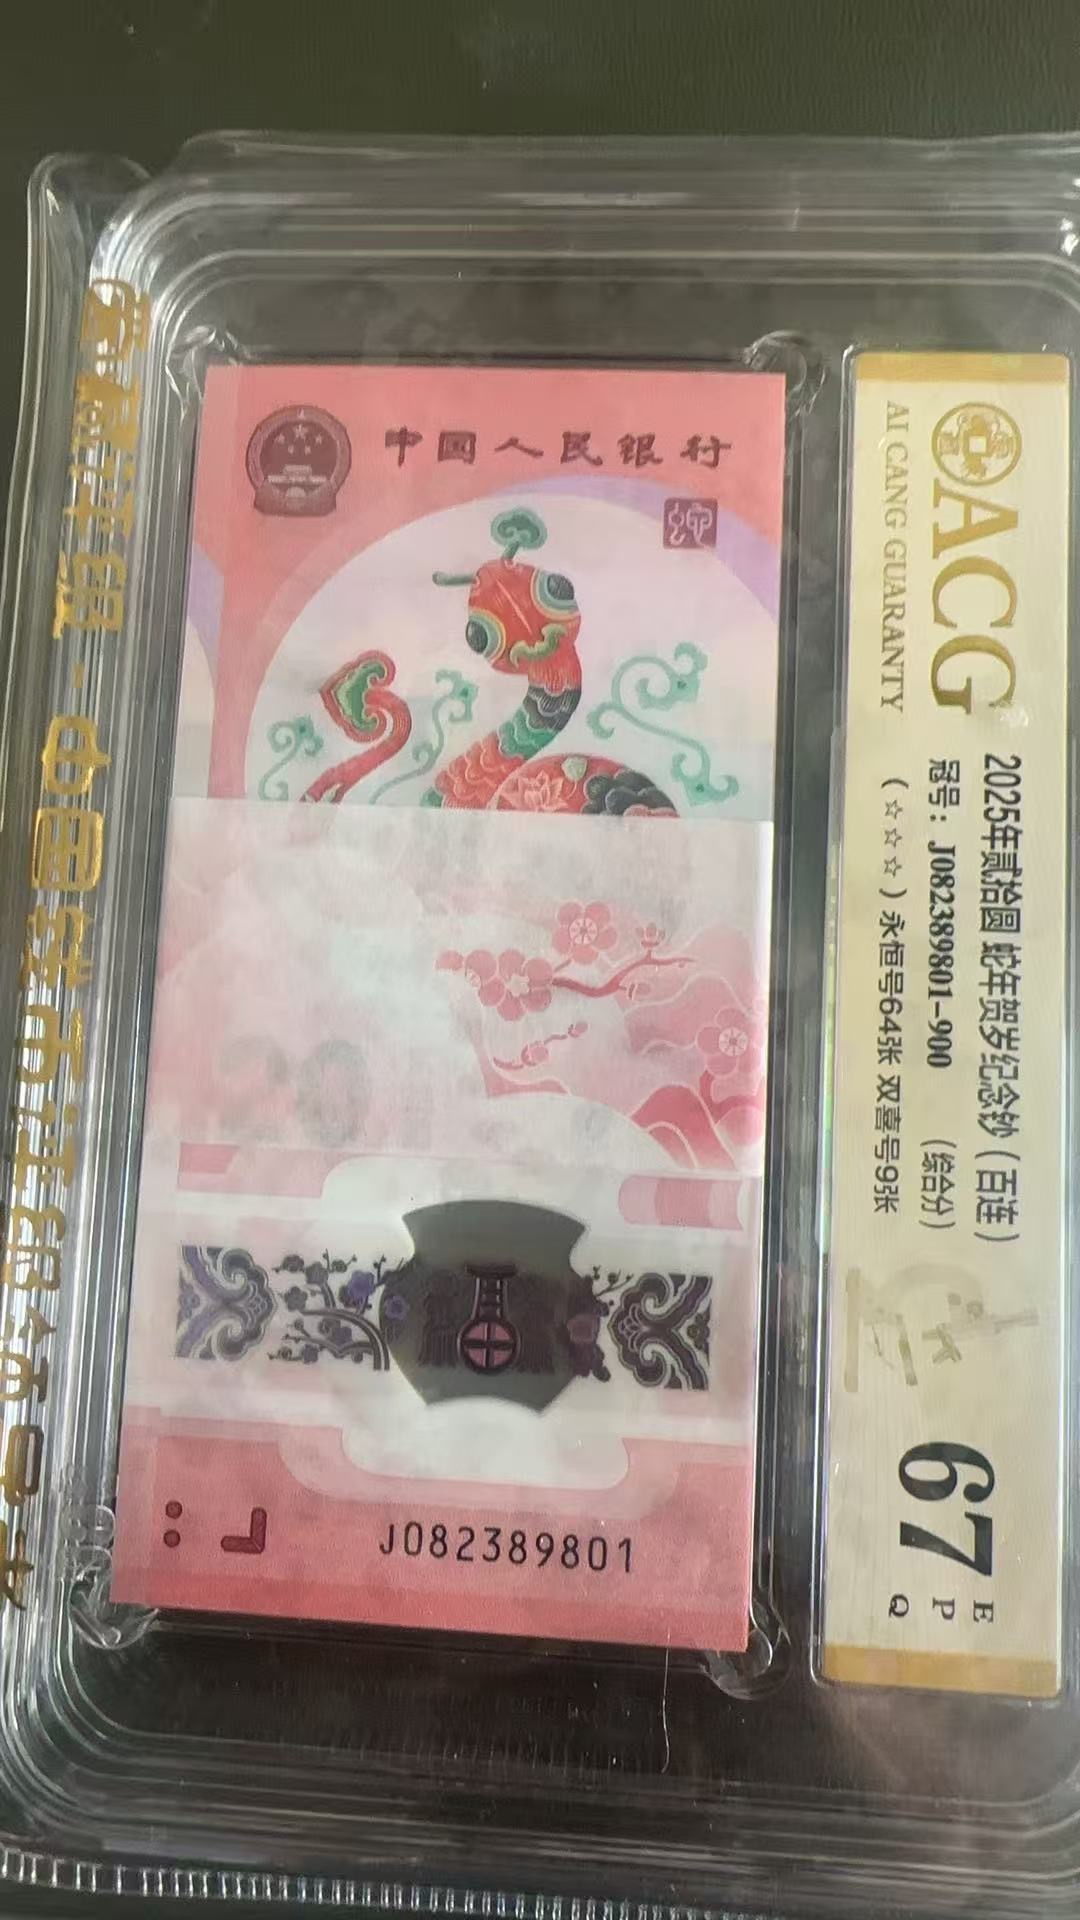 中国人民银行
蛇
J082389801
ACG
AI CANG GUARANTY
2025年贰拾圆 蛇年贺岁纪念钞（百连）
冠号：J082389801-900 （综合分）
（☆☆☆）永恒号64张 双喜号9张
67
E
P
Q